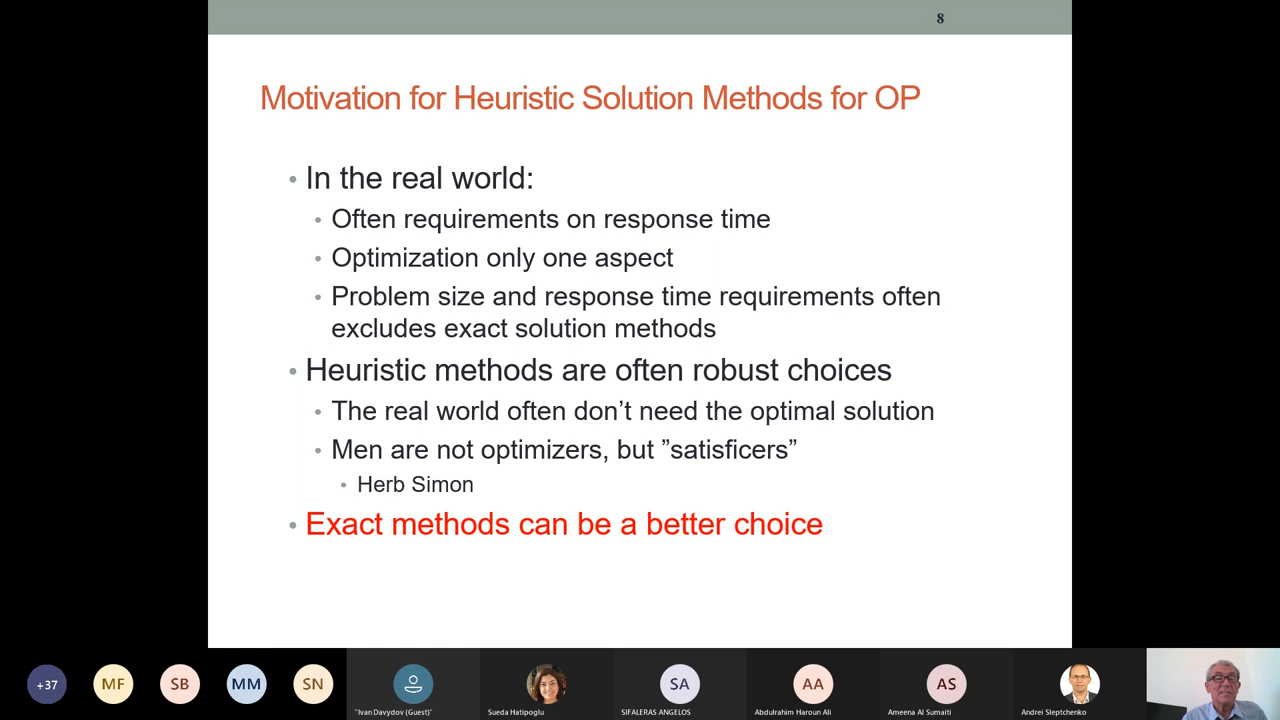 8
Motivation for Heuristic Solution Methods for OP
• In the real world:
• Often requirements on response time
• Optimization only one aspect
• Problem size and response time requirements often
excludes exact solution methods
• Heuristic methods are often robust choices
• The real world often don’t need the optimal solution
• Men are not optimizers, but ”satisficers”
• Herb Simon
• Exact methods can be a better choice
+37
MF
SB
MM
SN
SA
AA
AS
"Ivan Davydov (Guest)"
Sueda Hatipoglu
SIFALERAS ANGELOS
Abdulrahim Haroun Ali
Ameena Al Sumaiti
Andrei Sleptchenko